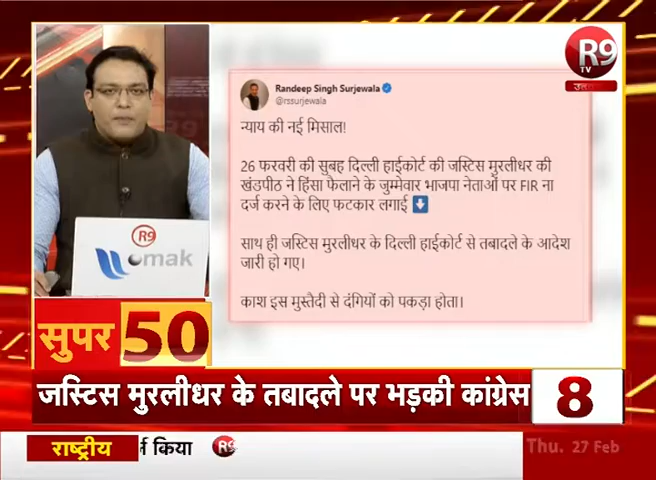 R9
TV
Randeep Singh Surjewala
@rssurjewala
न्याय की नई मिसाल!
26 फरवरी की सुबह दिल्ली हाईकोर्ट की जस्टिस मुरलीधर की
खंडपीठ ने हिंसा फैलाने के जुम्मेवार भाजपा नेताओं पर FIR ना
दर्ज करने के लिए फटकार लगाई
साथ ही जस्टिस मुरलीधर के दिल्ली हाईकोर्ट से तबादले के आदेश
जारी हो गए।
काश इस मुस्तैदी से दंगियों को पकड़ा होता।
R9
omak
सुपर 50
जस्टिस मुरलीधर के तबादले पर भड़की कांग्रेस
8
राष्ट्रीय
किया
R9
Thu. 27 Feb